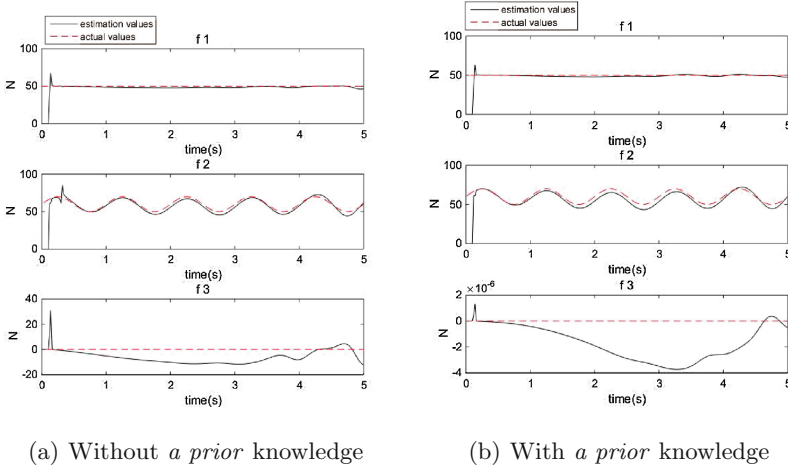 estimation values
actual values
f 1
100
50
0
N
0 1 2 3 4 5
time(s)
f 2
100
50
0
N
0 1 2 3 4 5
time(s)
f 3
40
20
0
-20
N
0 1 2 3 4 5
time(s)
(a) Without a prior knowledge
estimation values
actual values
f 1
100
50
0
N
0 1 2 3 4 5
time(s)
f 2
100
50
0
N
0 1 2 3 4 5
time(s)
×10⁻⁶
f 3
2
0
-2
-4
N
0 1 2 3 4 5
time(s)
(b) With a prior knowledge